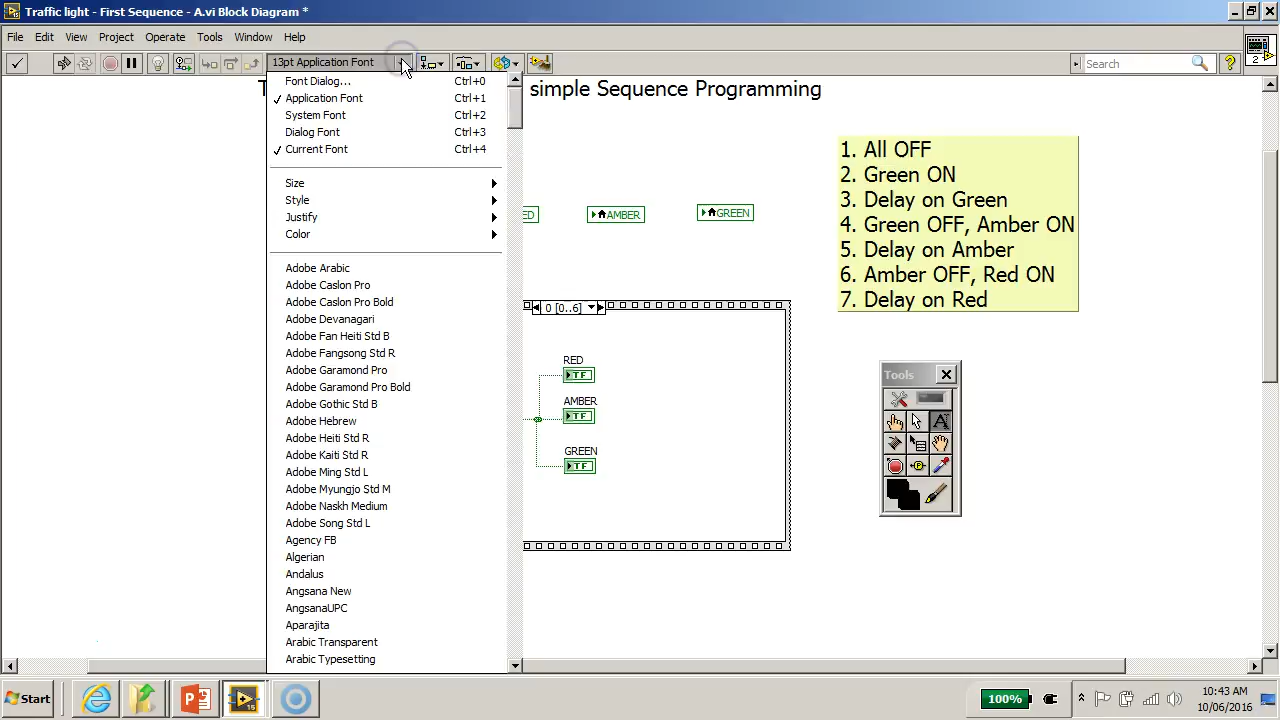 Traffic light - First Sequence - A.vi Block Diagram *
File Edit View Project Operate Tools Window Help
13pt Application Font
Search
?
2
simple Sequence Programming
Font Dialog... Ctrl+0
✓ Application Font Ctrl+1
System Font Ctrl+2
Dialog Font Ctrl+3
✓ Current Font Ctrl+4
Size
Style
Justify
Color
Adobe Arabic
Adobe Caslon Pro
Adobe Caslon Pro Bold
Adobe Devanagari
Adobe Fan Heiti Std B
Adobe Fangsong Std R
Adobe Garamond Pro
Adobe Garamond Pro Bold
Adobe Gothic Std B
Adobe Hebrew
Adobe Heiti Std R
Adobe Kaiti Std R
Adobe Ming Std L
Adobe Myungjo Std M
Adobe Naskh Medium
Adobe Song Std L
Agency FB
Algerian
Andalus
Angsana New
AngsanaUPC
Aparajita
Arabic Transparent
Arabic Typesetting
ED
AMBER
GREEN
1. All OFF
2. Green ON
3. Delay on Green
4. Green OFF, Amber ON
5. Delay on Amber
6. Amber OFF, Red ON
7. Delay on Red
0 [0..6]
RED
TF
AMBER
TF
GREEN
TF
Tools
Start
100%
10:43 AM
10/06/2016